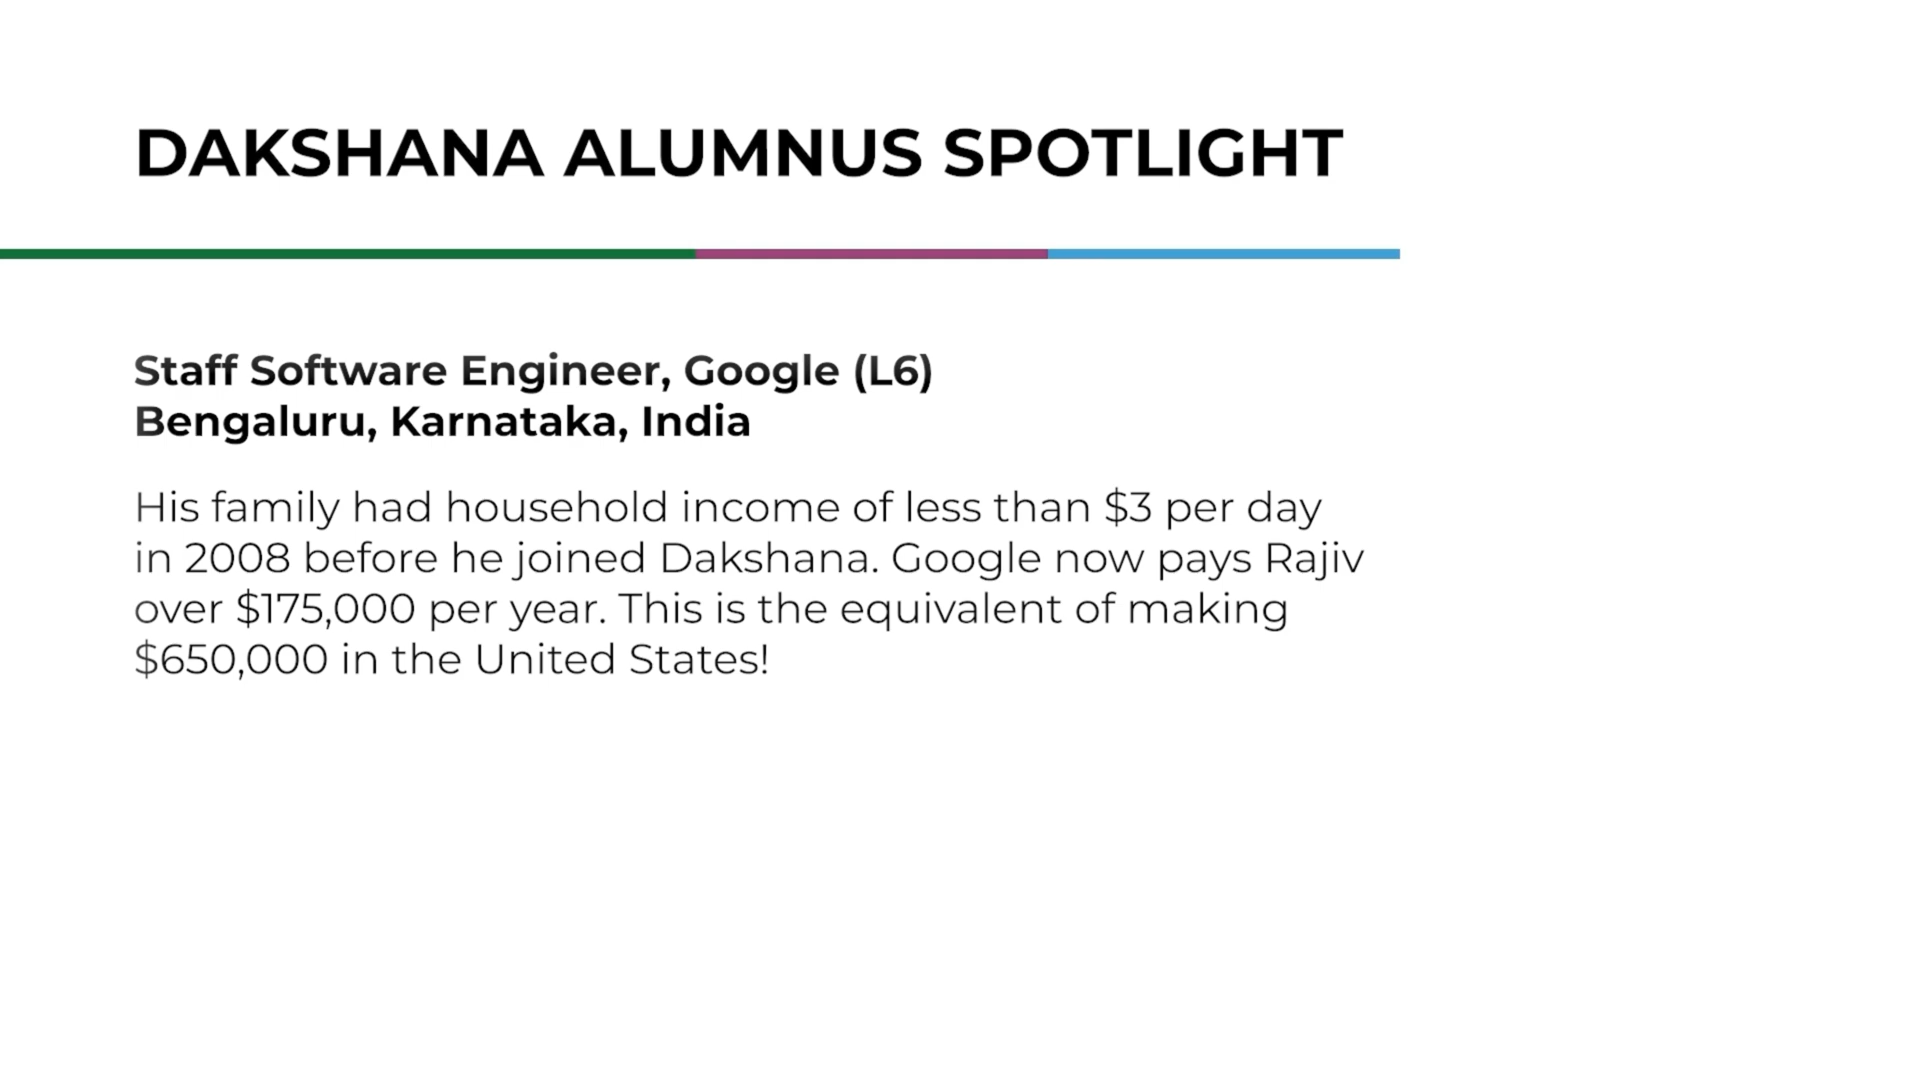 DAKSHANA ALUMNUS SPOTLIGHT
Staff Software Engineer, Google (L6)
Bengaluru, Karnataka, India
His family had household income of less than $3 per day
in 2008 before he joined Dakshana. Google now pays Rajiv
over $175,000 per year. This is the equivalent of making
$650,000 in the United States!